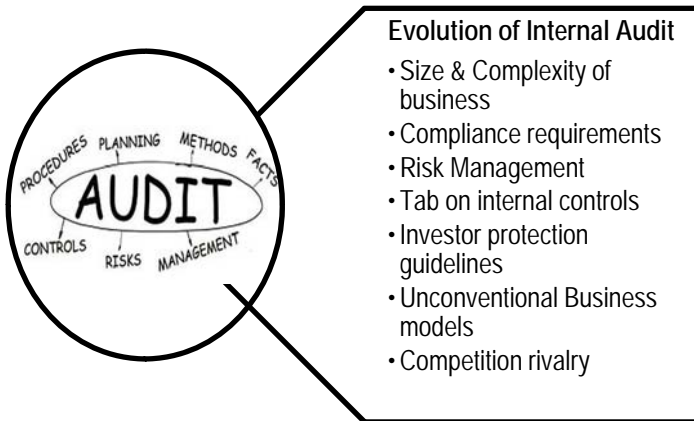 PROCEDURES PLANNING METHODS FACTS
AUDIT
CONTROLS RISKS MANAGEMENT
Evolution of Internal Audit
• Size & Complexity of
business
• Compliance requirements
• Risk Management
• Tab on internal controls
• Investor protection
guidelines
• Unconventional Business
models
• Competition rivalry